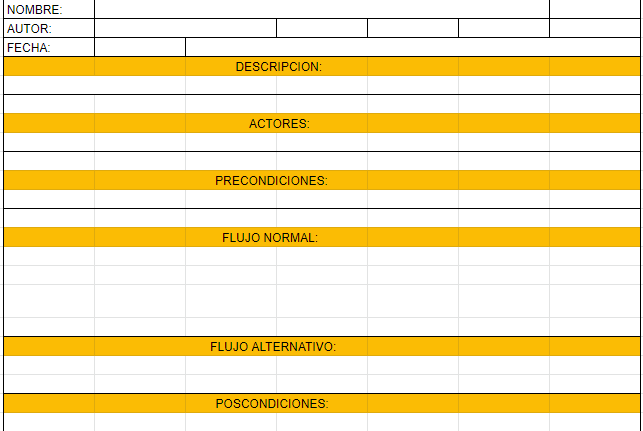 NOMBRE:
AUTOR:
FECHA:
DESCRIPCION:
ACTORES:
PRECONDICIONES:
FLUJO NORMAL:
FLUJO ALTERNATIVO:
POSCONDICIONES: